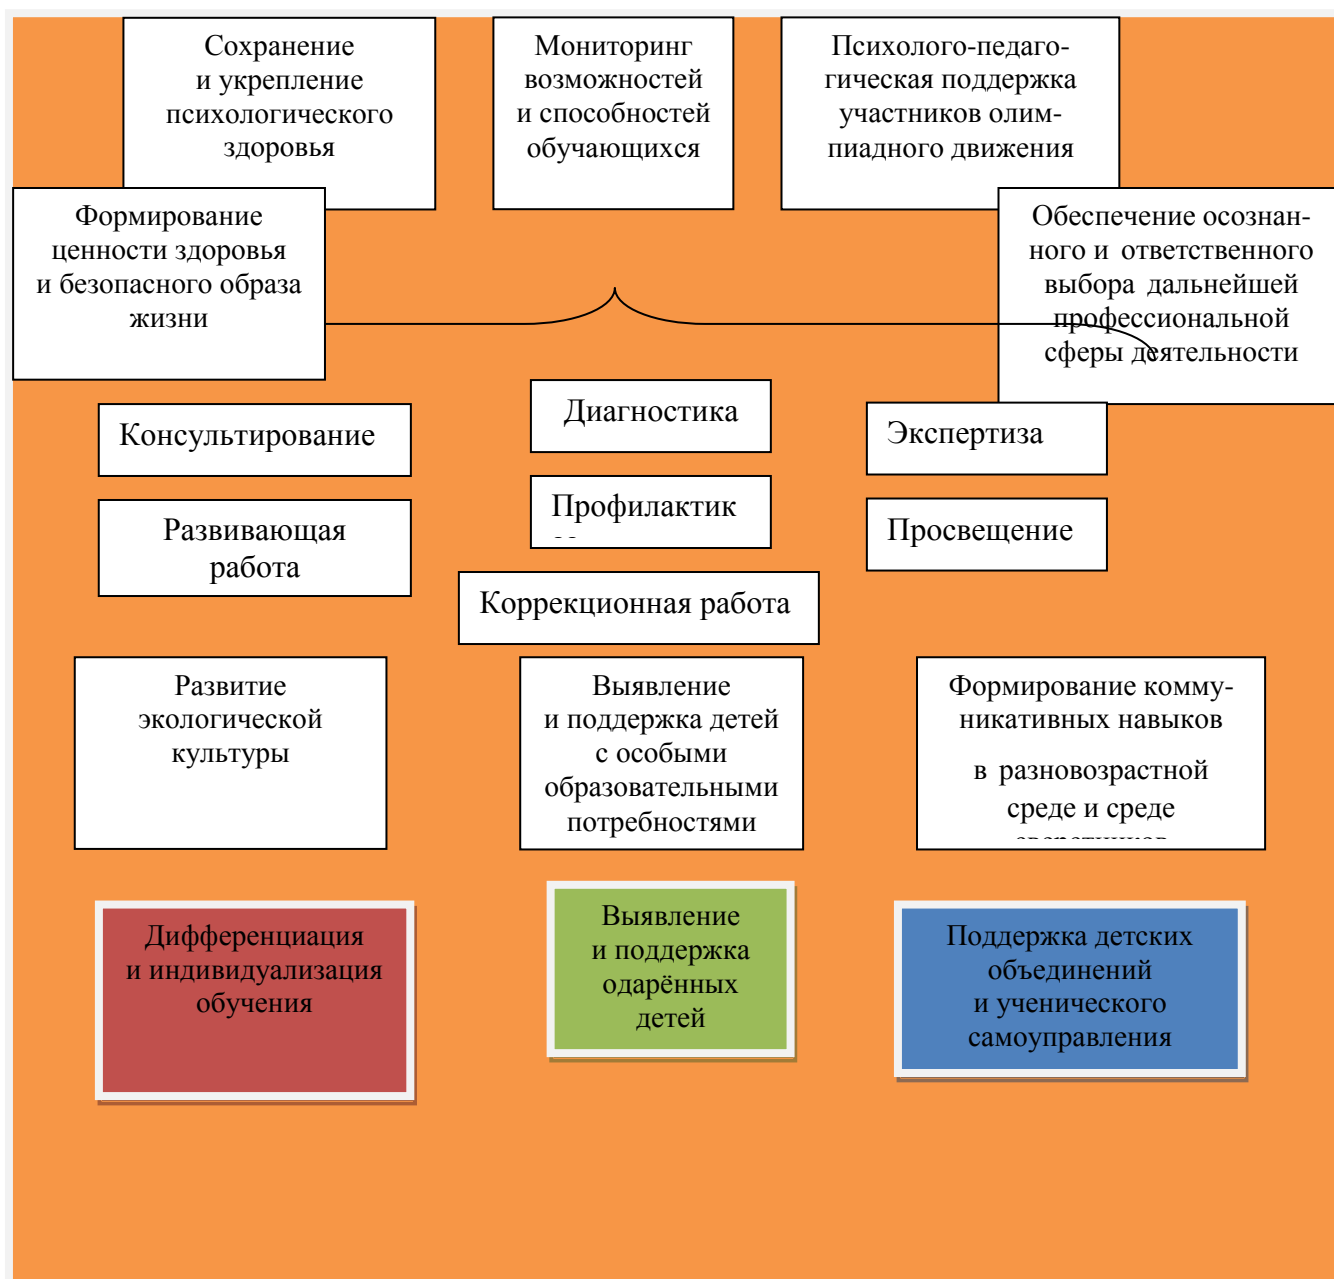 Сохранение
и укрепление
психологического
здоровья
Мониторинг
возможностей
и способностей
обучающихся
Психолого-педаго-
гическая поддержка
участников олим-
пиадного движения
Формирование
ценности здоровья
и безопасного образа
жизни
Обеспечение осознан-
ного и ответственного
выбора дальнейшей
профессиональной
сферы деятельности
Консультирование
Диагностика
Экспертиза
Развивающая
работа
Профилактик
Просвещение
Коррекционная работа
Развитие
экологической
культуры
Выявление
и поддержка детей
с особыми
образовательными
потребностями
Формирование комму-
никативных навыков
в разновозрастной
среде и среде
Дифференциация
и индивидуализация
обучения
Выявление
и поддержка
одарённых
детей
Поддержка детских
объединений
и ученического
самоуправления